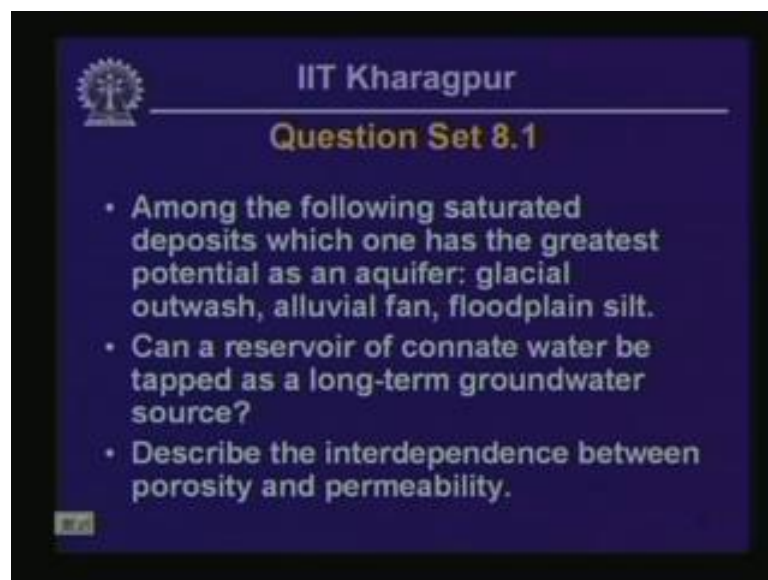 IIT Kharagpur
Question Set 8.1
• Among the following saturated
deposits which one has the greatest
potential as an aquifer: glacial
outwash, alluvial fan, floodplain silt.
• Can a reservoir of connate water be
tapped as a long-term groundwater
source?
• Describe the interdependence between
porosity and permeability.